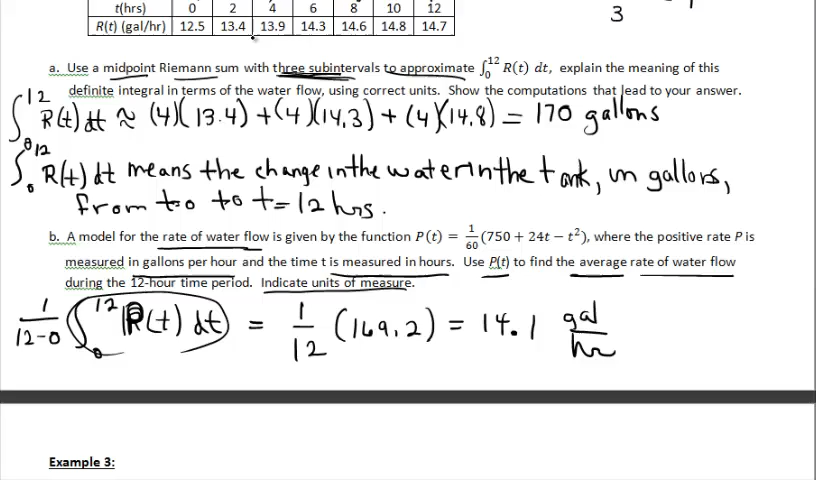 3
t(hrs) 0 2 4 6 8 10 12
R(t) (gal/hr) 12.5 13.4 13.9 14.3 14.6 14.8 14.7
a. Use a midpoint Riemann sum with three subintervals to approximate ∫₀¹² R(t) dt, explain the meaning of this
definite integral in terms of the water flow, using correct units. Show the computations that lead to your answer.
∫₀¹² R(t) dt ≈ (4)(13.4) + (4)(14.3) + (4)(14.8) = 170 gallons
∫₀¹² R(t) dt means the change in the water in the tank, in gallons,
from t=0 to t=12 hrs.
b. A model for the rate of water flow is given by the function P(t) = 1/60 (750 + 24t − t²), where the positive rate P is
measured in gallons per hour and the time t is measured in hours. Use P(t) to find the average rate of water flow
during the 12-hour time period. Indicate units of measure.
1/(12-0) ∫₀¹² P(t) dt = 1/12 (169.2) = 14.1 gal/hr
Example 3: